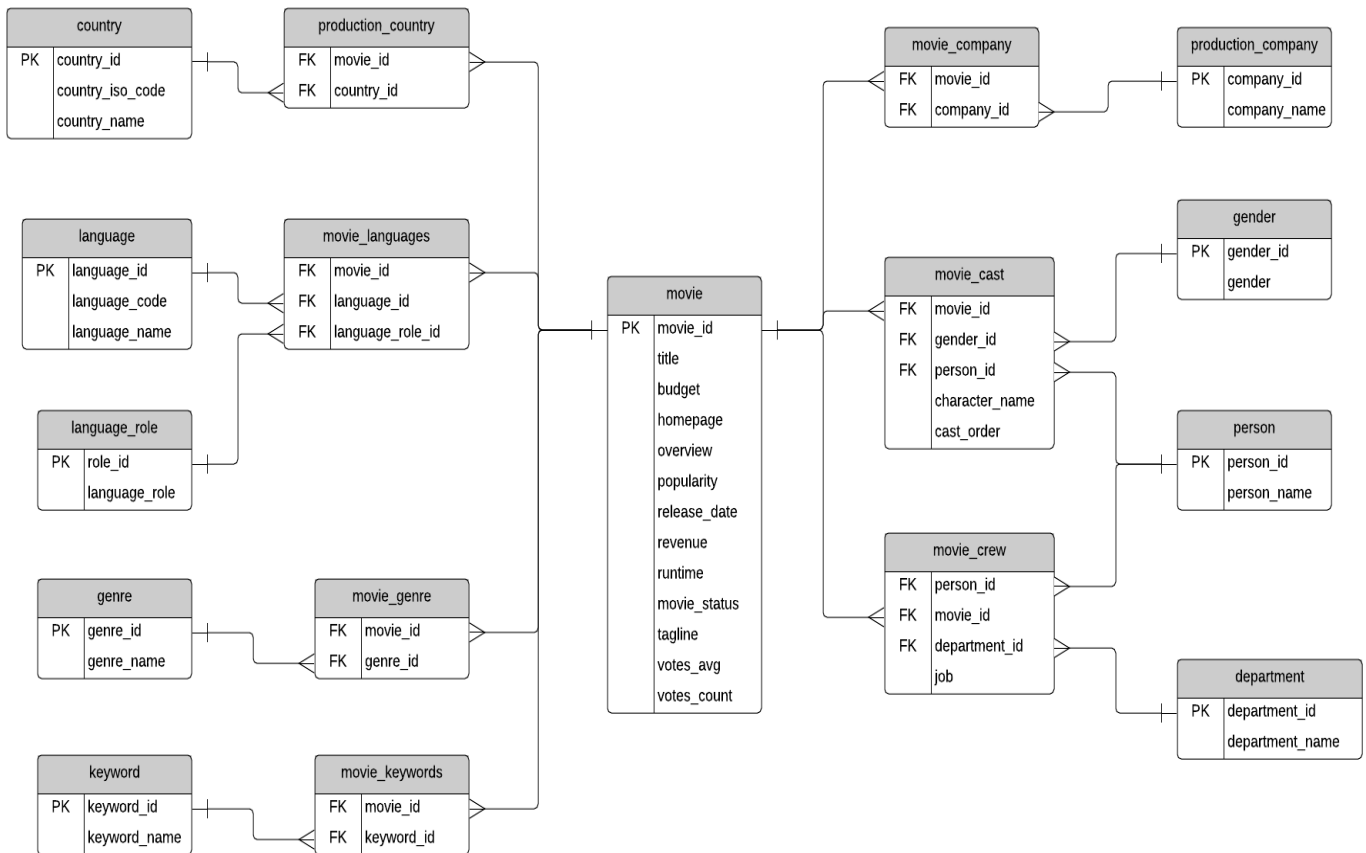 country
PK country_id
country_iso_code
country_name
production_country
FK movie_id
FK country_id
language
PK language_id
language_code
language_name
movie_languages
FK movie_id
FK language_id
FK language_role_id
language_role
PK role_id
language_role
genre
PK genre_id
genre_name
movie_genre
FK movie_id
FK genre_id
keyword
PK keyword_id
keyword_name
movie_keywords
FK movie_id
FK keyword_id
movie
PK movie_id
title
budget
homepage
overview
popularity
release_date
revenue
runtime
movie_status
tagline
votes_avg
votes_count
movie_company
FK movie_id
FK company_id
production_company
PK company_id
company_name
movie_cast
FK movie_id
FK gender_id
FK person_id
character_name
cast_order
gender
PK gender_id
gender
person
PK person_id
person_name
movie_crew
FK person_id
FK movie_id
FK department_id
job
department
PK department_id
department_name